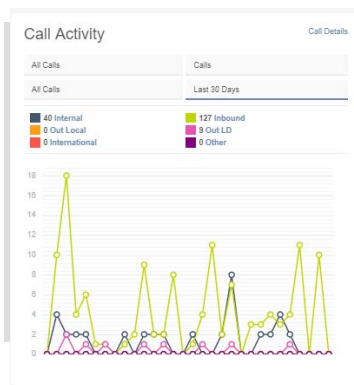 Call Activity Call Details
All Calls Calls
All Calls Last 30 Days
40 Internal 127 Inbound
0 Out Local 9 Out LD
0 International 0 Other
18
16
14
12
10
8
6
4
2
0